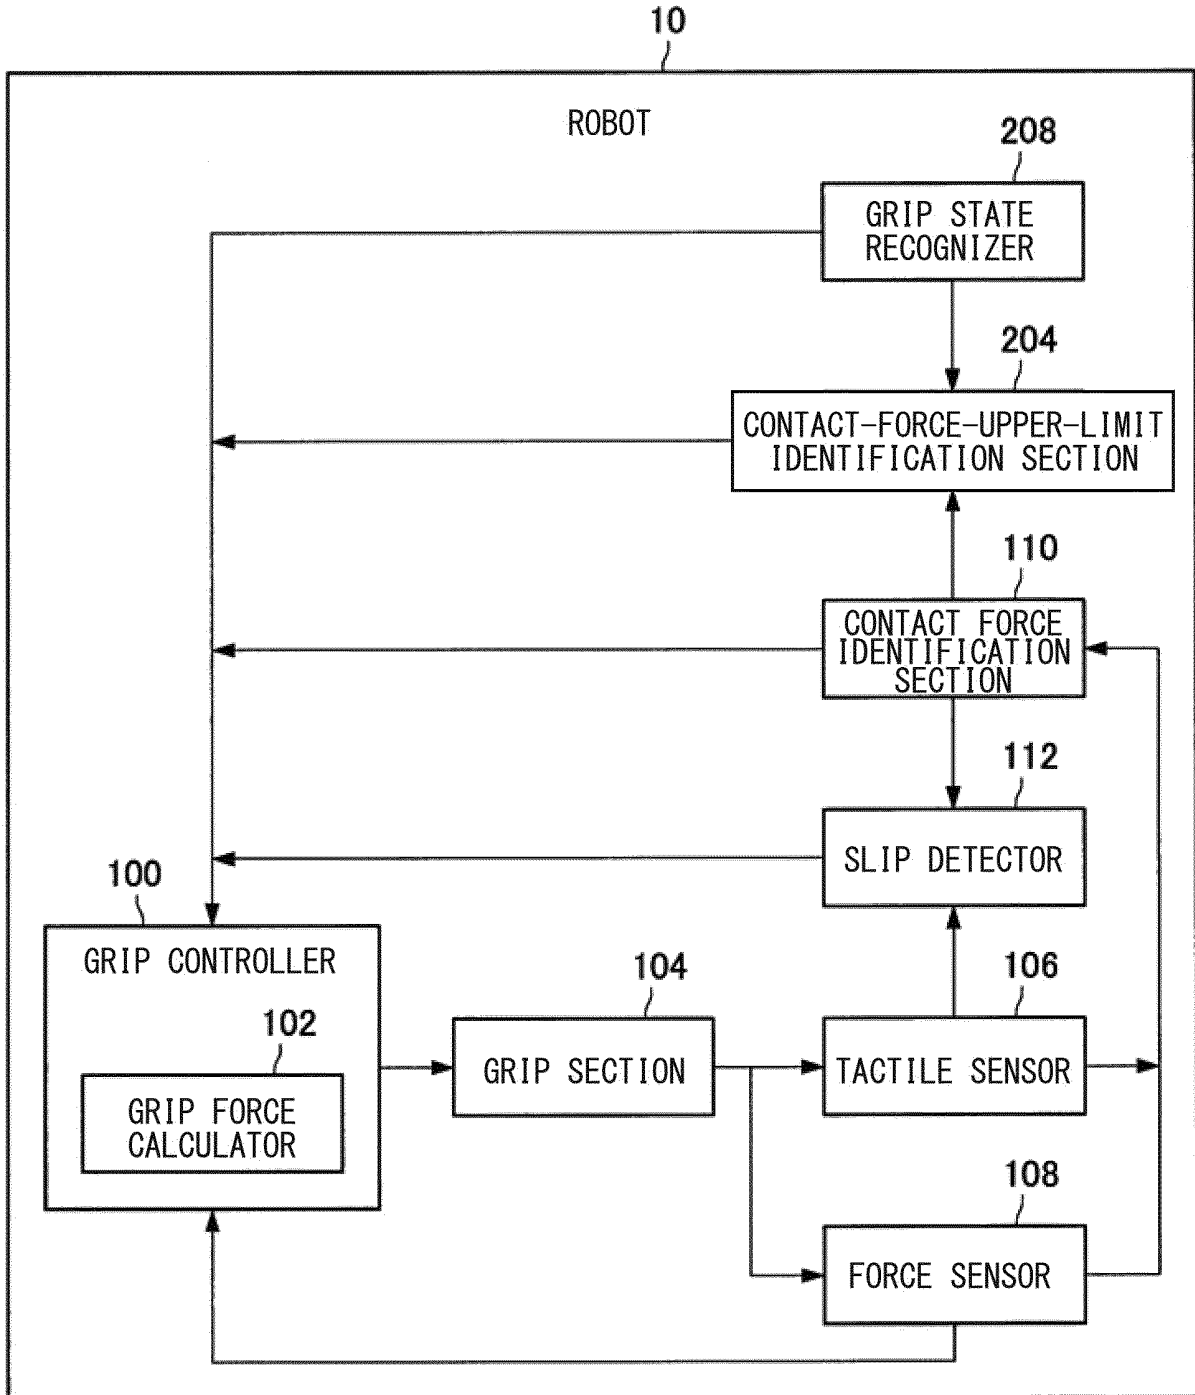 10
ROBOT
208
GRIP STATE
RECOGNIZER
204
CONTACT-FORCE-UPPER-LIMIT
IDENTIFICATION SECTION
110
CONTACT FORCE
IDENTIFICATION
SECTION
112
SLIP DETECTOR
100
GRIP CONTROLLER
102
GRIP FORCE
CALCULATOR
104
GRIP SECTION
106
TACTILE SENSOR
108
FORCE SENSOR